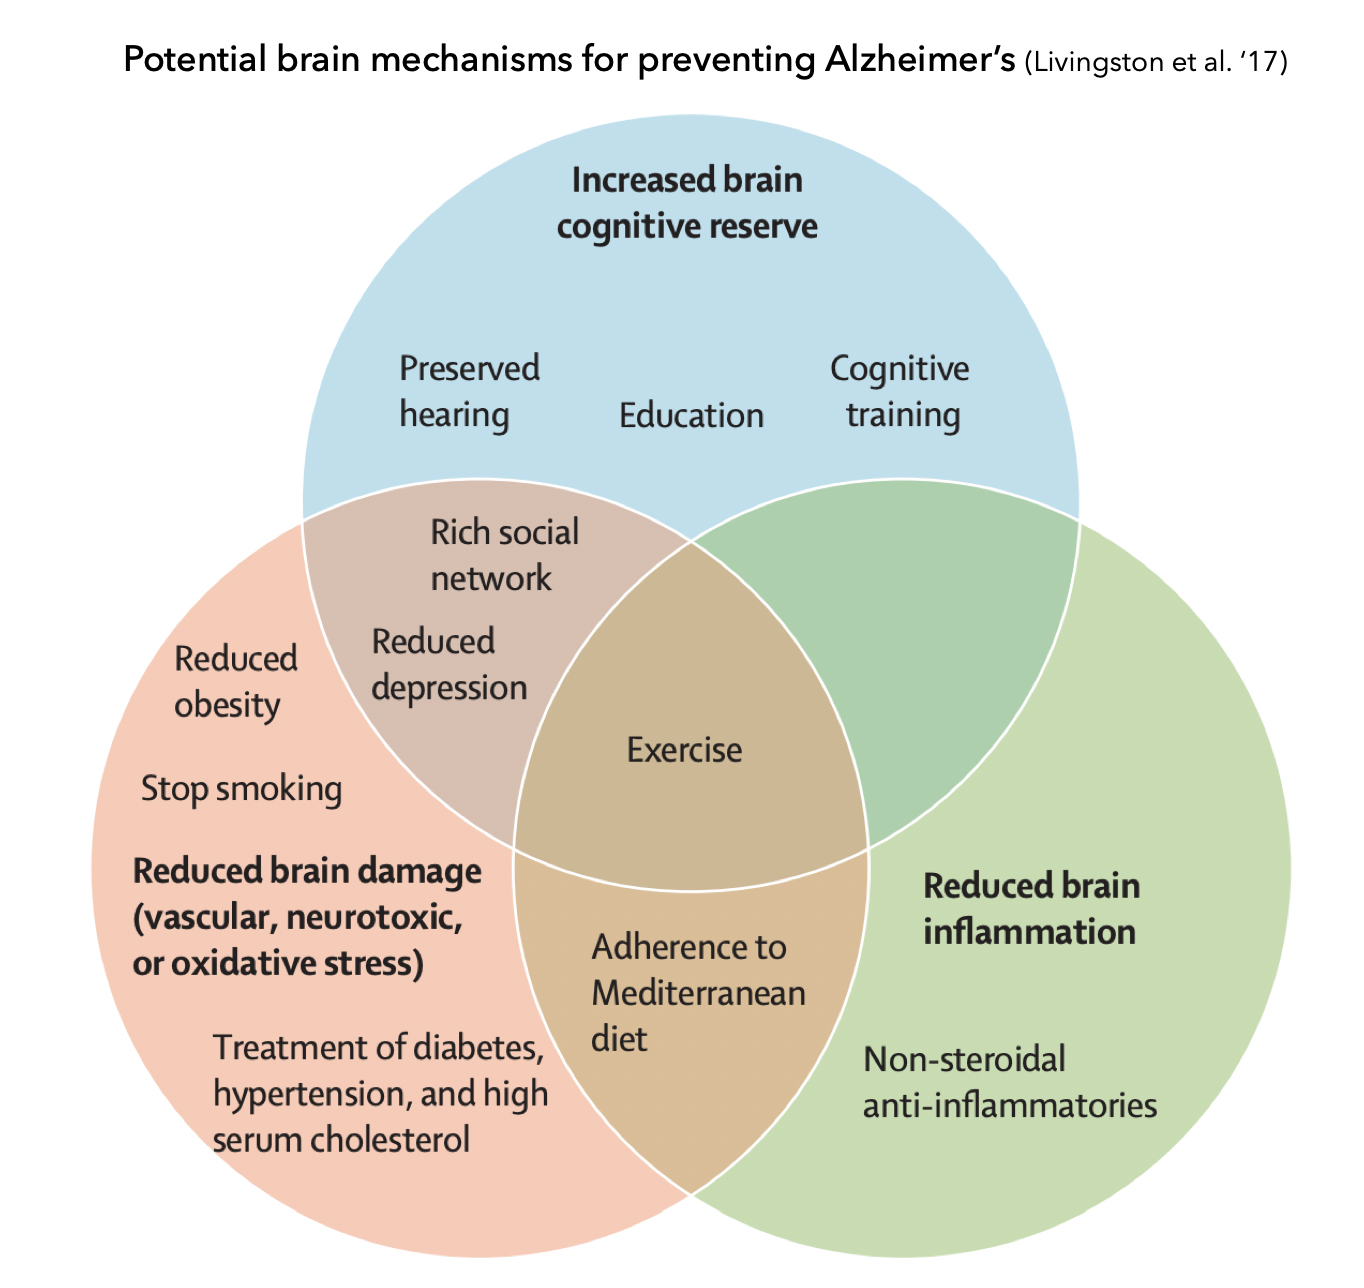 Potential brain mechanisms for preventing Alzheimer’s (Livingston et al. ‘17)
Increased brain
cognitive reserve
Preserved
hearing
Education
Cognitive
training
Rich social
network
Reduced
depression
Reduced
obesity
Stop smoking
Exercise
Reduced brain damage
(vascular, neurotoxic,
or oxidative stress)
Reduced brain
inflammation
Adherence to
Mediterranean
diet
Treatment of diabetes,
hypertension, and high
serum cholesterol
Non-steroidal
anti-inflammatories